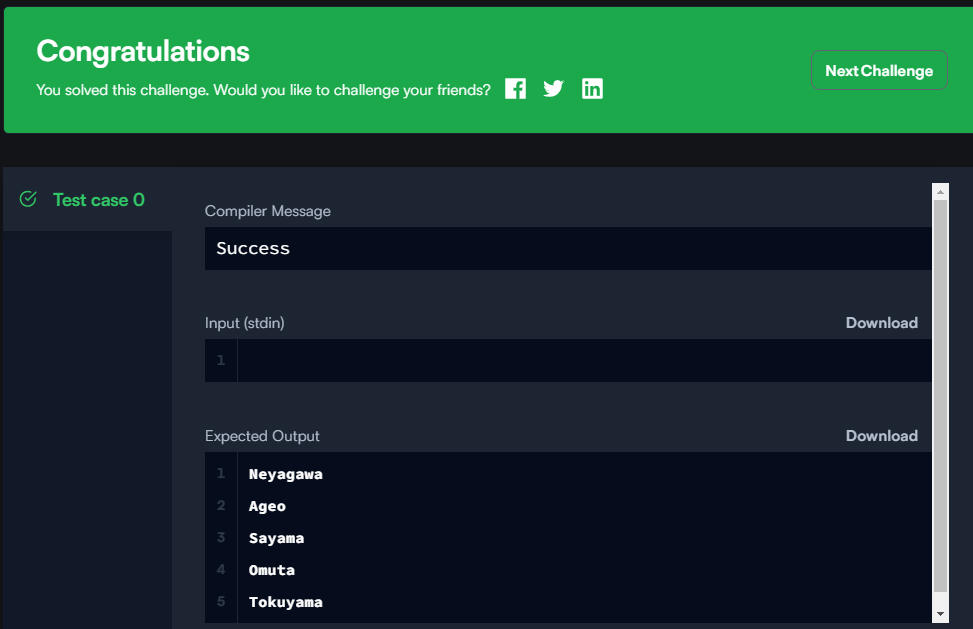 Congratulations
You solved this challenge. Would you like to challenge your friends?
Next Challenge
Test case 0
Compiler Message
Success
Input (stdin)
Download
1
Expected Output
Download
1 Neyagawa
2 Ageo
3 Sayama
4 Omuta
5 Tokuyama